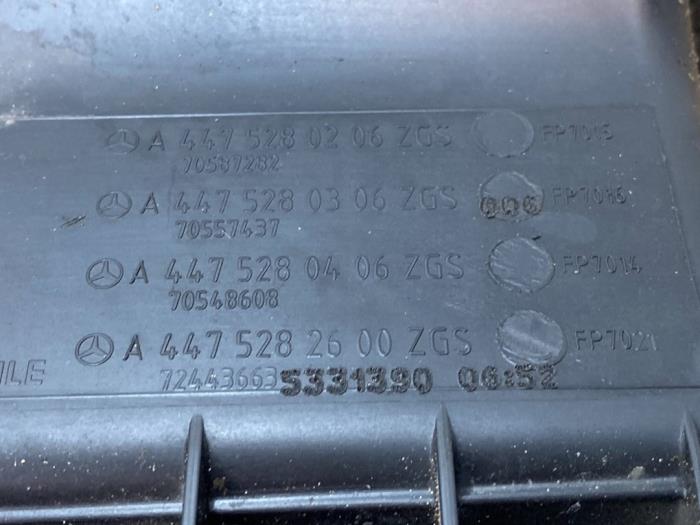 A 447 528 02 06 ZGS FP7015
70587282
A 447 528 03 06 ZGS 006 FP7016
70557437
A 447 528 04 06 ZGS FP7014
70548608
A 447 528 26 00 ZGS FP7021
72443663 5331390 06:52